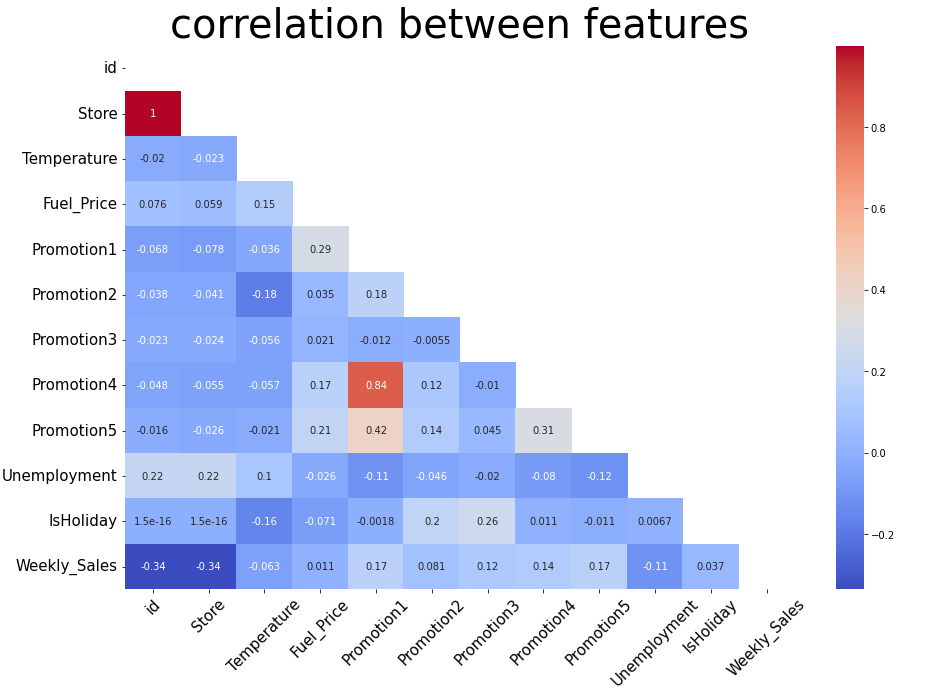 correlation between features
id
Store 1
Temperature -0.02 -0.023
Fuel_Price 0.076 0.059 0.15
Promotion1 -0.068 -0.078 -0.036 0.29
Promotion2 -0.038 -0.041 -0.18 0.035 0.18
Promotion3 -0.023 -0.024 -0.056 0.021 -0.012 -0.0055
Promotion4 -0.048 -0.055 -0.057 0.17 0.84 0.12 -0.01
Promotion5 -0.016 -0.026 -0.021 0.21 0.42 0.14 0.045 0.31
Unemployment 0.22 0.22 0.1 -0.026 -0.11 -0.046 -0.02 -0.08 -0.12
IsHoliday 1.5e-16 1.5e-16 -0.16 -0.071 -0.0018 0.2 0.26 0.011 -0.011 0.0067
Weekly_Sales -0.34 -0.34 -0.063 0.011 0.17 0.081 0.12 0.14 0.17 -0.11 0.037
id Store Temperature Fuel_Price Promotion1 Promotion2 Promotion3 Promotion4 Promotion5 Unemployment IsHoliday Weekly_Sales
0.8
0.6
0.4
0.2
0.0
−0.2